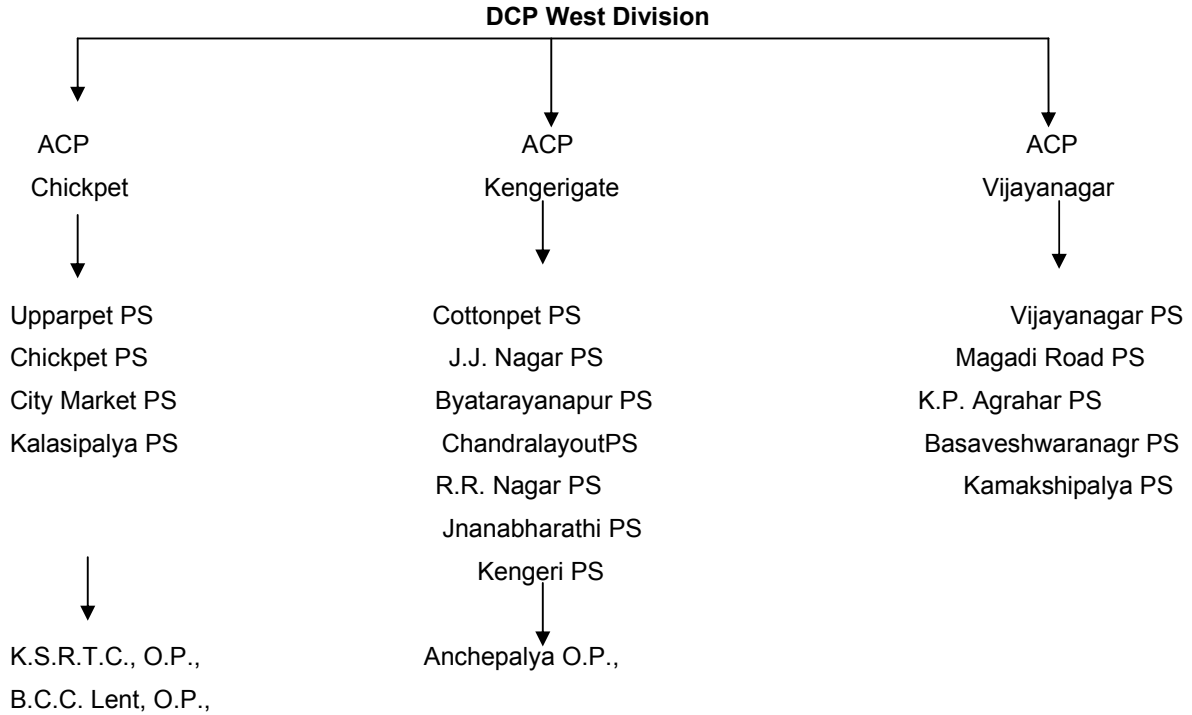 DCP West Division
ACP
Chickpet
Upparpet PS
Chickpet PS
City Market PS
Kalasipalya PS
K.S.R.T.C., O.P.,
B.C.C. Lent, O.P.,
ACP
Kengerigate
Cottonpet PS
J.J. Nagar PS
Byatarayanapur PS
ChandralayoutPS
R.R. Nagar PS
Jnanabharathi PS
Kengeri PS
Anchepalya O.P.,
ACP
Vijayanagar
Vijayanagar PS
Magadi Road PS
K.P. Agrahar PS
Basaveshwaranagr PS
Kamakshipalya PS